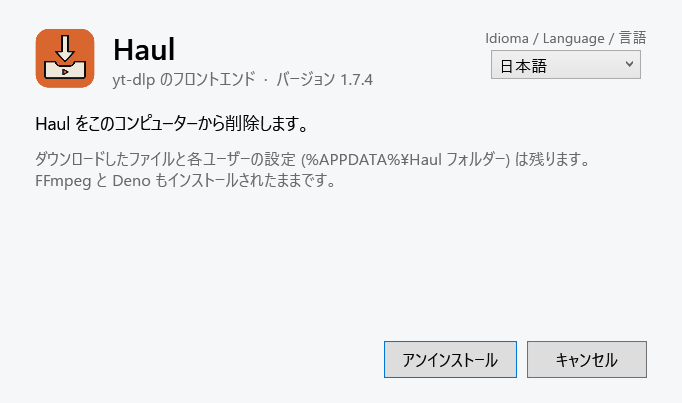 Haul
yt-dlp のフロントエンド · バージョン 1.7.4
Idioma / Language / 言語
日本語
Haul をこのコンピューターから削除します。
ダウンロードしたファイルと各ユーザーの設定 (%APPDATA%¥Haul フォルダー) は残ります。
FFmpeg と Deno もインストールされたままです。
アンインストール
キャンセル